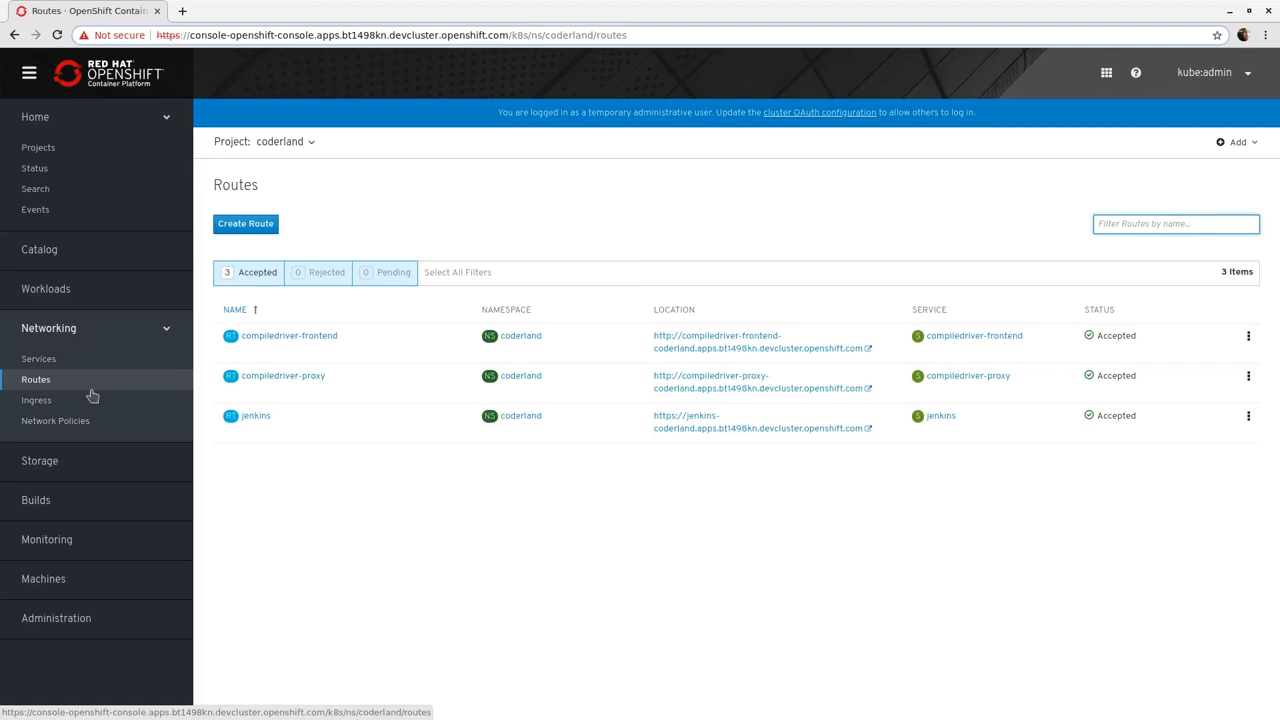 Routes · OpenShift Contain
Not secure
https://console-openshift-console.apps.bt1498kn.devcluster.openshift.com/k8s/ns/coderland/routes
RED HAT
OPENSHIFT
Container Platform
kube:admin
Home
Projects
Status
Search
Events
Catalog
Workloads
Networking
Services
Routes
Ingress
Network Policies
Storage
Builds
Monitoring
Machines
Administration
You are logged in as a temporary administrative user. Update the cluster OAuth configuration to allow others to log in.
Project: coderland
Add
Routes
Create Route
Filter Routes by name...
3 Accepted 0 Rejected 0 Pending Select All Filters 3 Items
NAME NAMESPACE LOCATION SERVICE STATUS
RT compiledriver-frontend NS coderland http://compiledriver-frontend- S compiledriver-frontend Accepted
coderland.apps.bt1498kn.devcluster.openshift.com
RT compiledriver-proxy NS coderland http://compiledriver-proxy- S compiledriver-proxy Accepted
coderland.apps.bt1498kn.devcluster.openshift.com
RT jenkins NS coderland https://jenkins- S jenkins Accepted
coderland.apps.bt1498kn.devcluster.openshift.com
https://console-openshift-console.apps.bt1498kn.devcluster.openshift.com/k8s/ns/coderland/routes